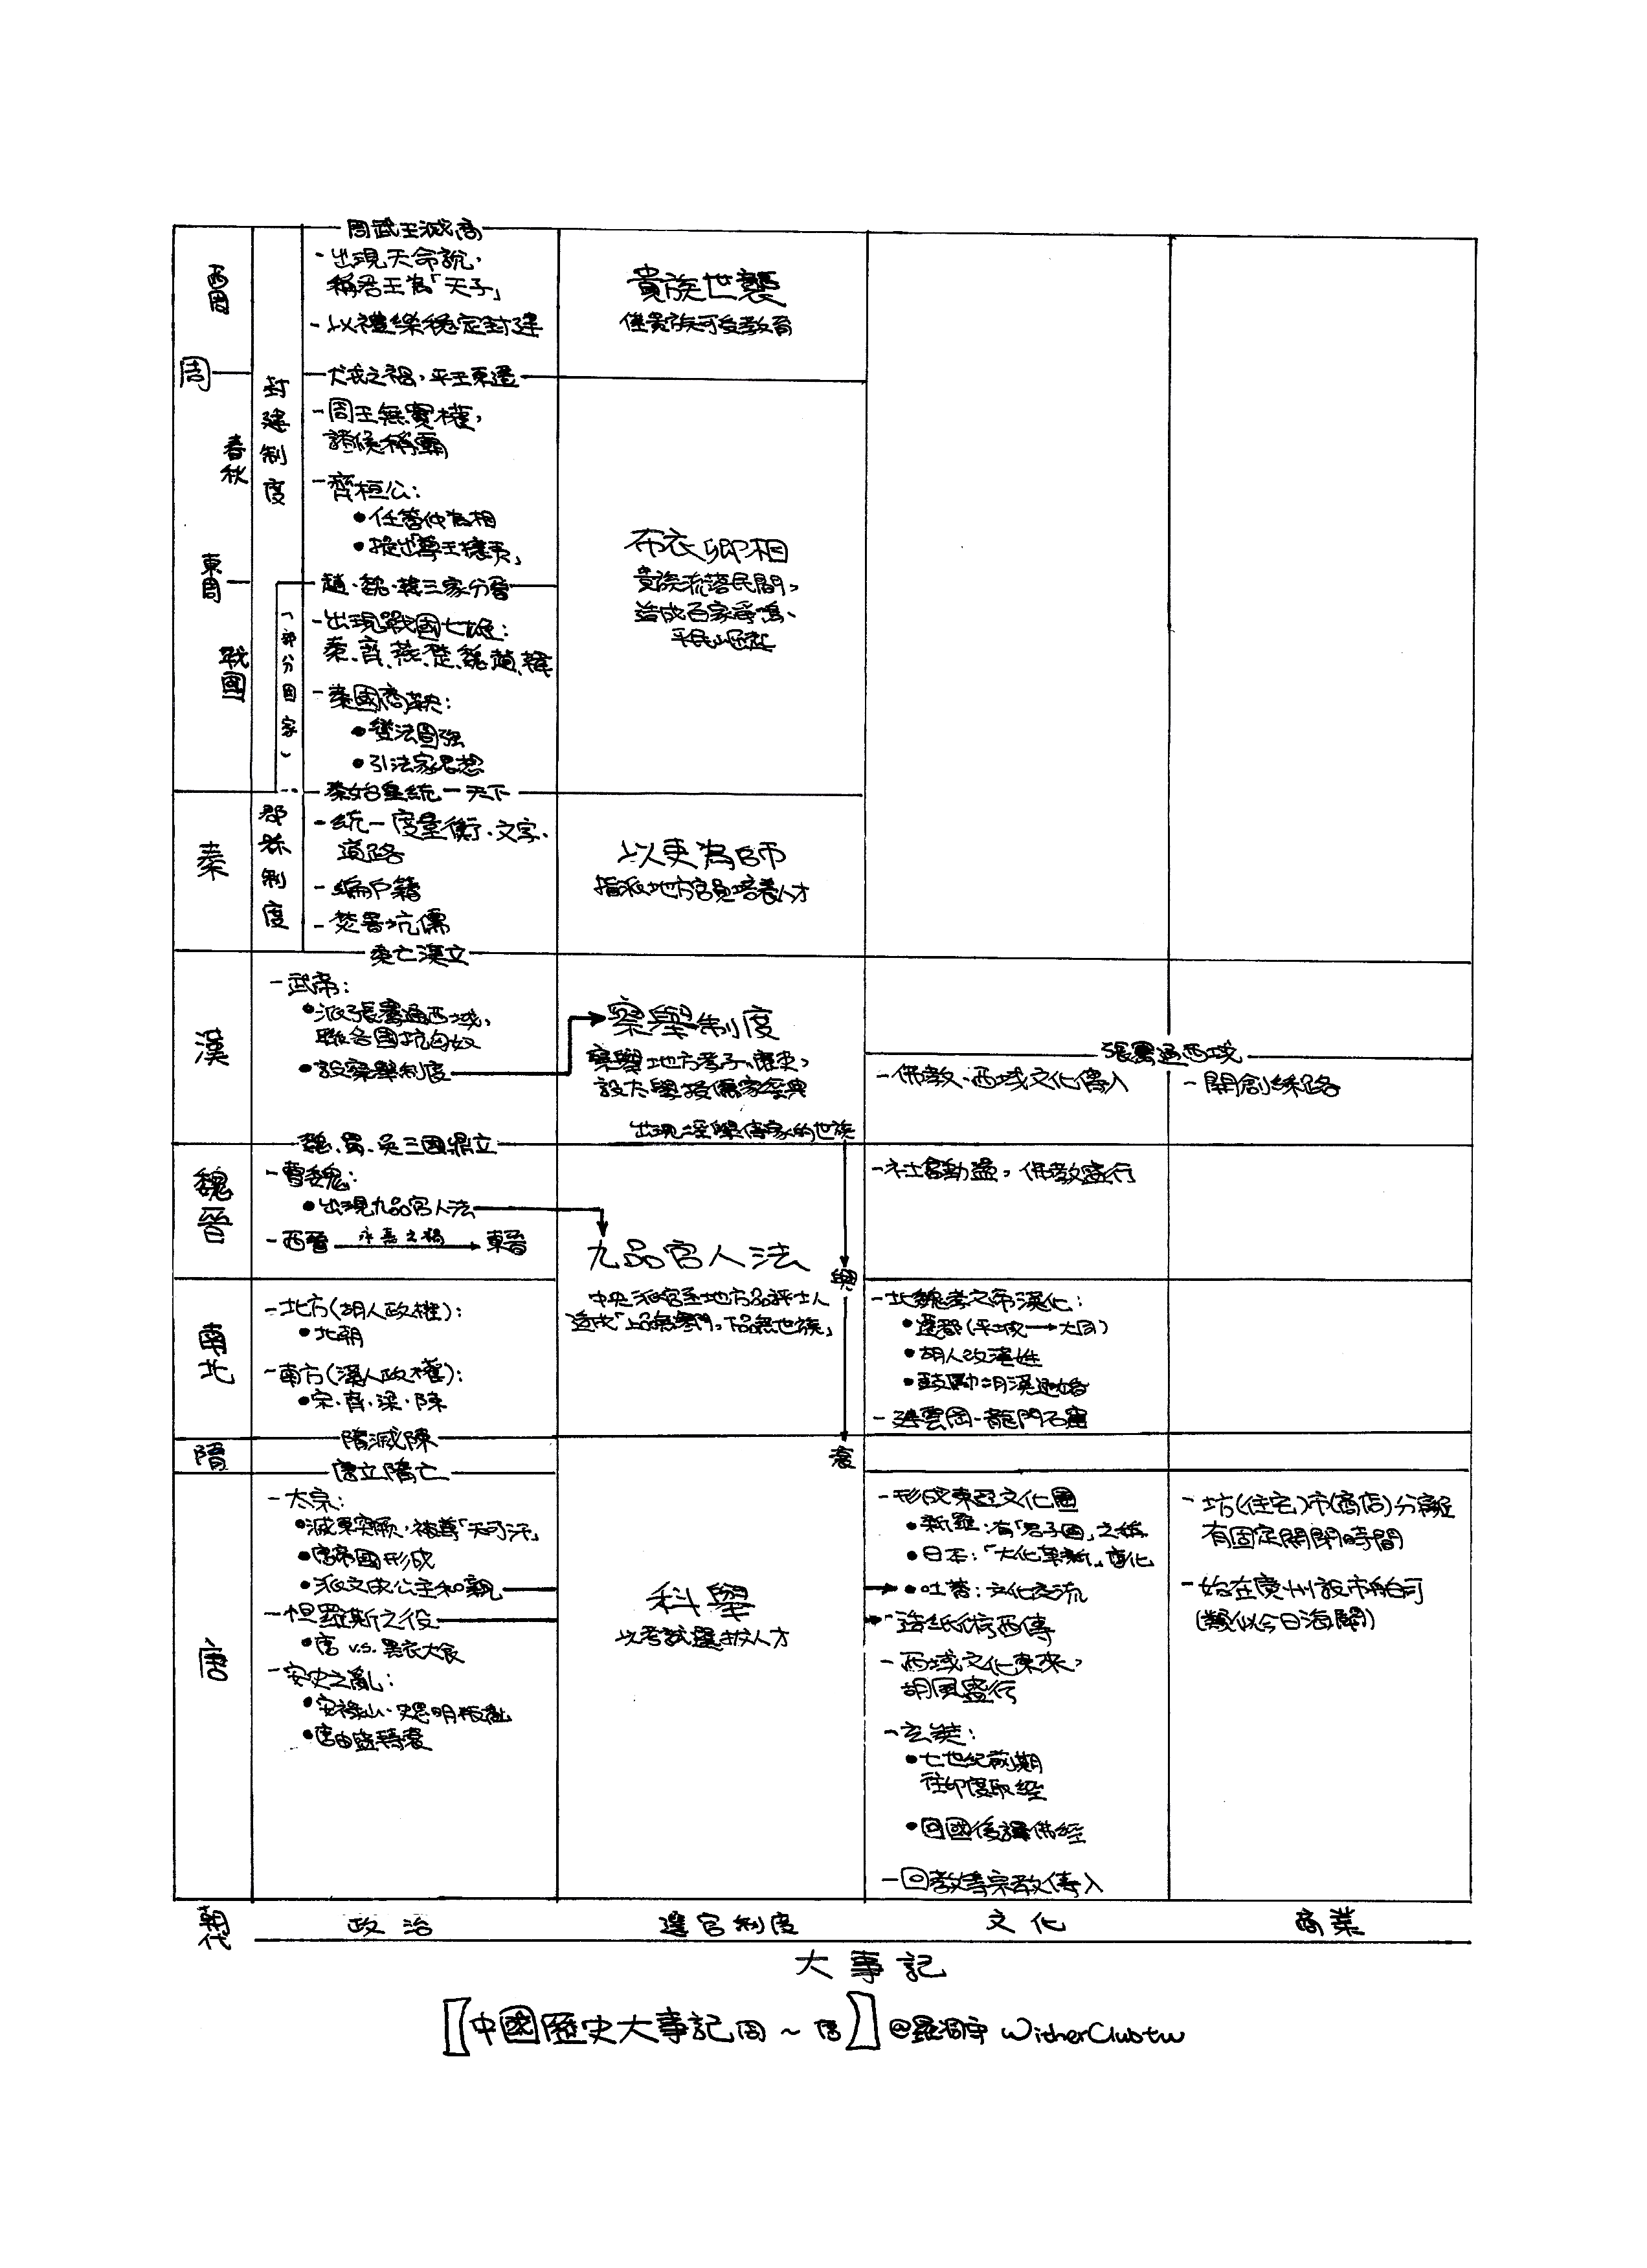 周武王滅商
西周
- 出現天命說,
稱君王為「天子」
- 以禮樂穩定封建
貴族世襲
僅貴族可受教育
周
封建制度
犬戎之禍,平王東遷
春秋
- 周王無實權,
諸侯稱霸
- 齊桓公:
• 任管仲為相
• 提出「尊王攘夷」
布衣卿相
貴族流落民間,
造成百家爭鳴、
平民崛起
東周
趙、魏、韓三家分晉
(部分國家)
戰國
- 出現戰國七雄:
秦、齊、燕、楚、魏、趙、韓
- 秦國商鞅:
• 變法圖強
• 引法家思想
秦始皇統一天下
秦
郡縣制度
- 統一度量衡、文字、
道路
- 編戶籍
- 焚書坑儒
以吏為師
指派地方官員培養人才
秦亡漢立
漢
- 武帝:
• 派張騫通西域,
聯各國抗匈奴
• 設察舉制度
察舉制度
察舉地方孝子、廉吏,
設太學授儒家經典
出現經學傳家的世族
張騫通西域
- 佛教、西域文化傳入
- 開創絲路
魏、蜀、吳三國鼎立
魏晉
- 曹魏:
• 出現九品官人法
- 西晉 永嘉之禍 東晉
九品官人法
中央派官至地方品評士人
造成「上品無寒門,下品無世族」
興
- 社會動盪,佛教盛行
南北
- 北方(胡人政權):
• 北朝
- 南方(漢人政權):
• 宋、齊、梁、陳
- 北魏孝文帝漢化:
• 遷都(平城→大同)
• 胡人改漢姓
• 鼓勵胡漢通婚
- 建雲岡、龍門石窟
隋滅陳
隋
衰
唐立隋亡
唐
- 太宗:
• 滅東突厥,被尊「天可汗」
• 唐帝國形成
• 派文成公主和親
- 怛羅斯之役
• 唐 v.s. 黑衣大食
- 安史之亂:
• 安祿山、史思明叛亂
• 唐由盛轉衰
科舉
以考試選拔人才
- 形成東亞文化圈
• 新羅:有「君子國」之稱
• 日本:「大化革新」唐化
• 吐蕃:文化交流
- 造紙術西傳
- 西域文化東來,
胡風盛行
- 玄奘:
• 七世紀前期
往印度取經
• 回國後譯佛經
- 回教等宗教傳入
- 坊(住宅)市(商店)分離
有固定開閉時間
- 始在廣州設市舶司
(類似今日海關)
朝代
政治
選官制度
文化
商業
大事記
【中國歷史大事記周~唐】@羅潤宇 WitherClubtw